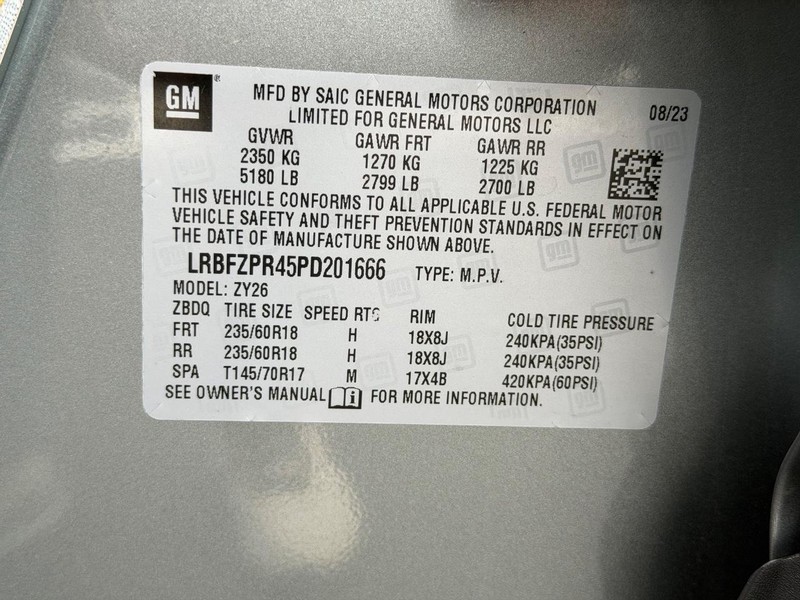 GM
MFD BY SAIC GENERAL MOTORS CORPORATION 08/23
LIMITED FOR GENERAL MOTORS LLC
GVWR GAWR FRT GAWR RR
2350 KG 1270 KG 1225 KG
5180 LB 2799 LB 2700 LB
THIS VEHICLE CONFORMS TO ALL APPLICABLE U.S. FEDERAL MOTOR
VEHICLE SAFETY AND THEFT PREVENTION STANDARDS IN EFFECT ON
THE DATE OF MANUFACTURE SHOWN ABOVE.
LRBFZPR45PD201666 TYPE: M.P.V.
MODEL: ZY26
ZBDQ TIRE SIZE SPEED RTG RIM COLD TIRE PRESSURE
FRT 235/60R18 H 18X8J 240KPA(35PSI)
RR 235/60R18 H 18X8J 240KPA(35PSI)
SPA T145/70R17 M 17X4B 420KPA(60PSI)
SEE OWNER'S MANUAL FOR MORE INFORMATION.